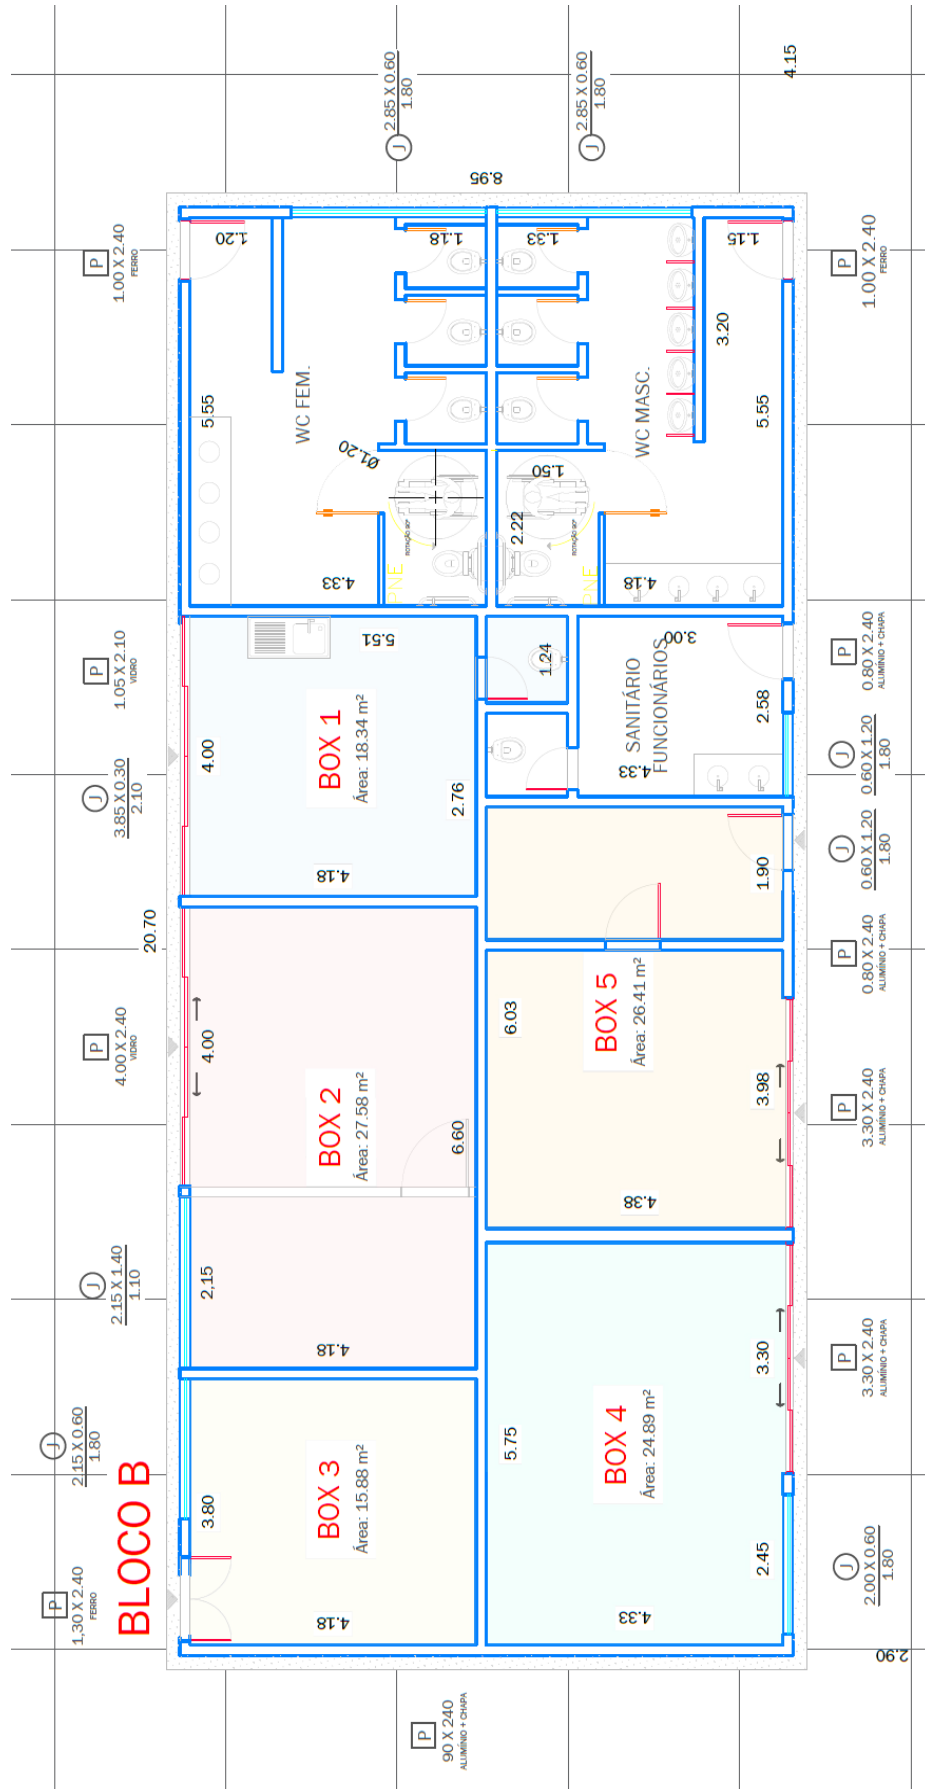 BLOCO B
P
1,30 X 2.40
FERRO
J
2.15 X 0.60
1.80
J
2.15 X 1.40
1.10
P
4.00 X 2.40
VIDRO
20.70
J
3.85 X 0.30
2.10
P
1.05 X 2.10
VIDRO
P
1.00 X 2.40
FERRO
3.80
BOX 3
Área: 15.88 m²
4.18
2,15
4.00
BOX 2
Área: 27.58 m²
4.18
6.60
4.00
BOX 1
Área: 18.34 m²
4.18
2.76
5.51
5.55
1.20
WC FEM.
4.33
Ø1.20
1.18
PNE
ROTAÇÃO 90º
8.95
J
2.85 X 0.60
1.80
J
2.85 X 0.60
1.80
4.15
P
90 X 240
ALUMÍNIO + CHAPA
5.75
BOX 4
Área: 24.89 m²
4.33
2.45
3.30
6.03
BOX 5
Área: 26.41 m²
4.38
3.98
1.90
1.24
SANITÁRIO
FUNCIONÁRIOS
3.00
4.33
2.58
2.22
1.50
1.33
PNE
ROTAÇÃO 90º
WC MASC.
4.18
3.20
1.15
5.55
2.90
J
2.00 X 0.60
1.80
P
3.30 X 2.40
ALUMÍNIO + CHAPA
P
3.30 X 2.40
ALUMÍNIO + CHAPA
P
0.80 X 2.40
ALUMÍNIO + CHAPA
J
0.60 X 1.20
1.80
J
0.60 X 1.20
1.80
P
0.80 X 2.40
ALUMÍNIO + CHAPA
P
1.00 X 2.40
FERRO